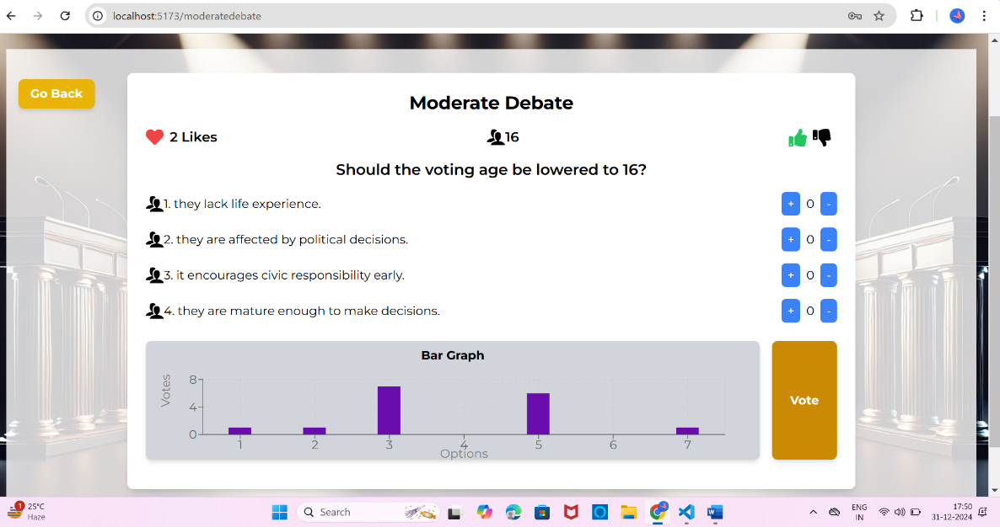 localhost:5173/moderatedebate
Go Back
Moderate Debate
2 Likes 16
Should the voting age be lowered to 16?
1. they lack life experience. + 0 -
2. they are affected by political decisions. + 0 -
3. it encourages civic responsibility early. + 0 -
4. they are mature enough to make decisions. + 0 -
Bar Graph
Votes
8
4
0
1 2 3 4 5 6 7
Options
Vote
1
25°C
Haze
Search
ENG
IN
17:50
31-12-2024